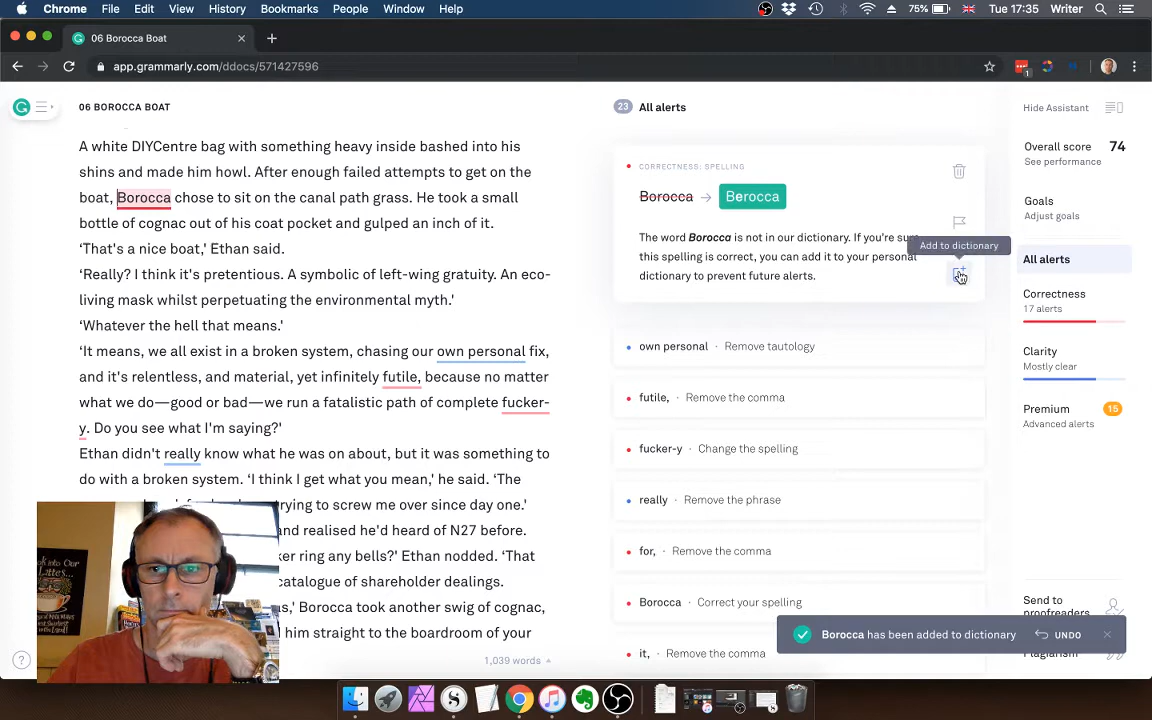 Chrome File Edit View History Bookmarks People Window Help 75% Tue 17:35 Writer
06 Borocca Boat
app.grammarly.com/ddocs/571427596
06 BOROCCA BOAT
A white DIYCentre bag with something heavy inside bashed into his
shins and made him howl. After enough failed attempts to get on the
boat, Borocca chose to sit on the canal path grass. He took a small
bottle of cognac out of his coat pocket and gulped an inch of it.
‘That's a nice boat,' Ethan said.
‘Really? I think it's pretentious. A symbolic of left-wing gratuity. An eco-
living mask whilst perpetuating the environmental myth.'
‘Whatever the hell that means.'
‘It means, we all exist in a broken system, chasing our own personal fix,
and it's relentless, and material, yet infinitely futile, because no matter
what we do—good or bad—we run a fatalistic path of complete fucker-
y. Do you see what I'm saying?'
Ethan didn't really know what he was on about, but it was something to
do with a broken system. ‘I think I get what you mean,' he said. ‘The
trying to screw me over since day one.'
and realised he'd heard of N27 before.
ker ring any bells?' Ethan nodded. ‘That
catalogue of shareholder dealings.
us,' Borocca took another swig of cognac,
him straight to the boardroom of your
1,039 words
23 All alerts
CORRECTNESS: SPELLING
Borocca → Berocca
The word Borocca is not in our dictionary. If you're sure
this spelling is correct, you can add it to your personal
dictionary to prevent future alerts.
Add to dictionary
own personal · Remove tautology
futile, · Remove the comma
fucker-y · Change the spelling
really · Remove the phrase
for, · Remove the comma
Borocca · Correct your spelling
it, · Remove the comma
Borocca has been added to dictionary UNDO
Hide Assistant
Overall score 74
See performance
Goals
Adjust goals
All alerts
Correctness
17 alerts
Clarity
Mostly clear
Premium 15
Advanced alerts
Send to
proofreaders
Plagiarism